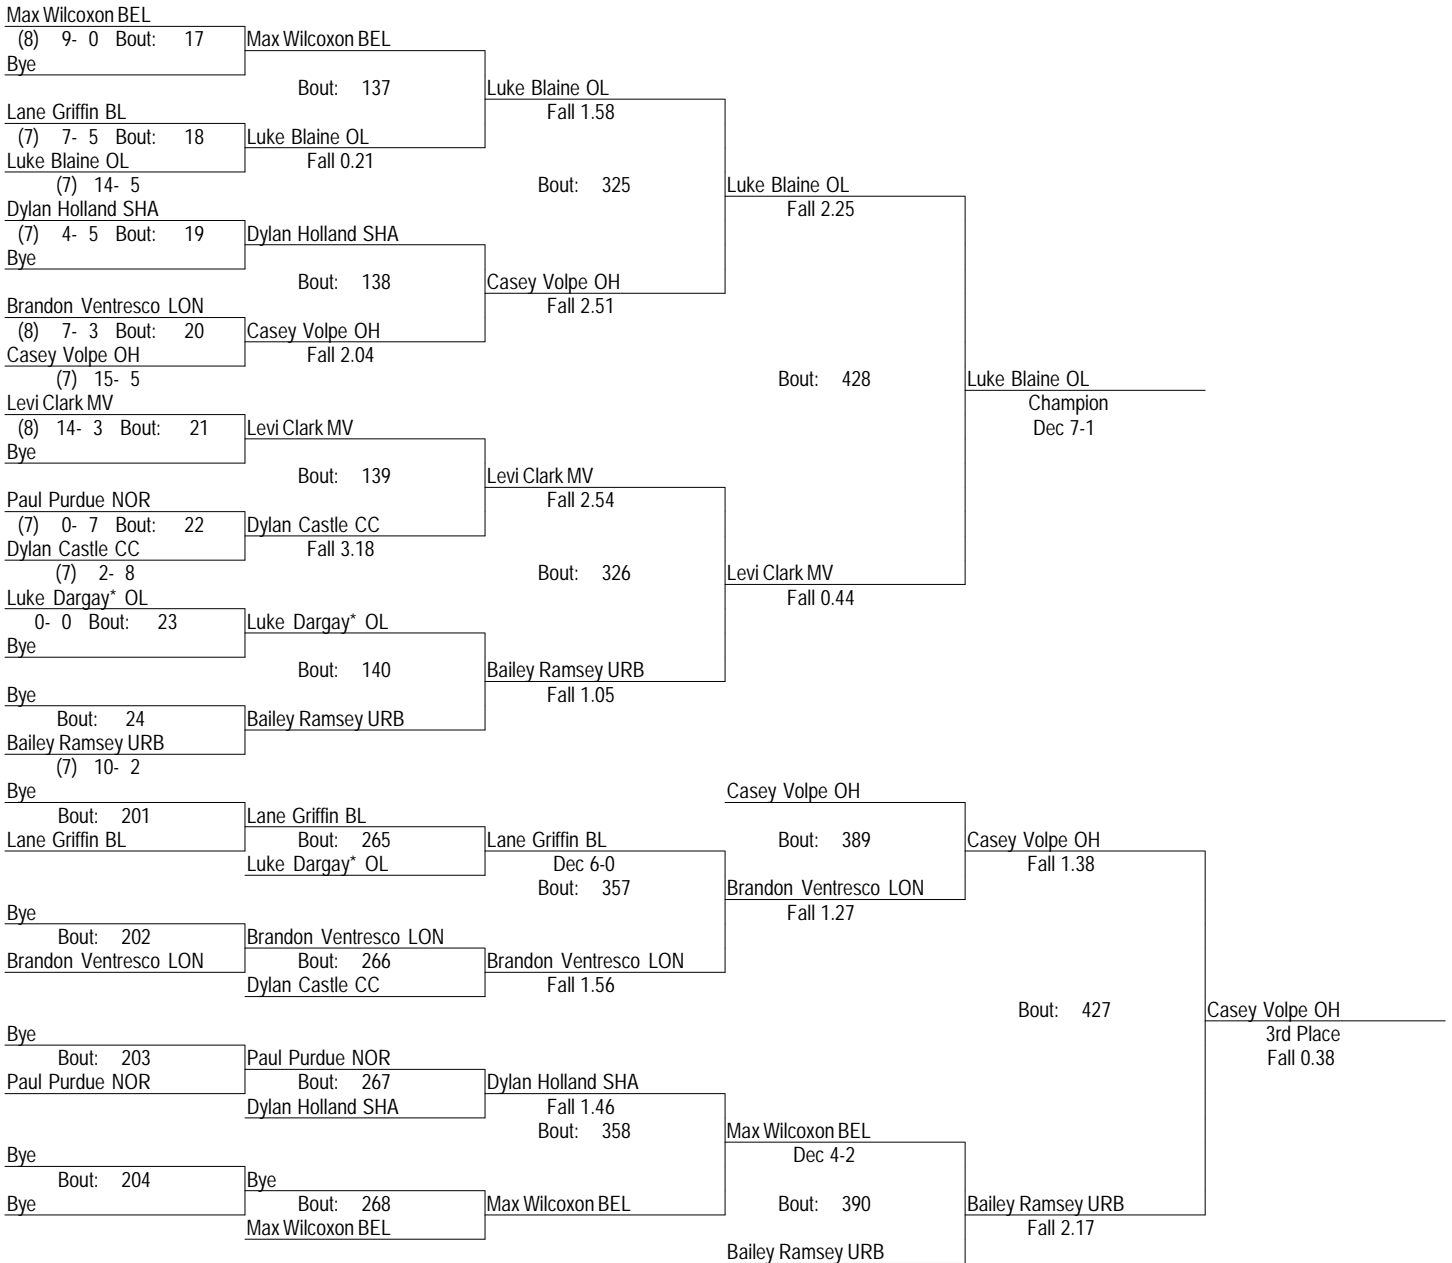 Max Wilcoxon BEL
(8) 9- 0 Bout: 17 Max Wilcoxon BEL
Bye
Bout: 137 Luke Blaine OL
Lane Griffin BL Fall 1.58
(7) 7- 5 Bout: 18 Luke Blaine OL
Luke Blaine OL Fall 0.21
(7) 14- 5 Bout: 325 Luke Blaine OL
Dylan Holland SHA Fall 2.25
(7) 4- 5 Bout: 19 Dylan Holland SHA
Bye
Bout: 138 Casey Volpe OH
Brandon Ventresco LON Fall 2.51
(8) 7- 3 Bout: 20 Casey Volpe OH
Casey Volpe OH Fall 2.04
(7) 15- 5 Bout: 428 Luke Blaine OL
Levi Clark MV Champion
(8) 14- 3 Bout: 21 Levi Clark MV Dec 7-1
Bye
Bout: 139 Levi Clark MV
Paul Purdue NOR Fall 2.54
(7) 0- 7 Bout: 22 Dylan Castle CC
Dylan Castle CC Fall 3.18
(7) 2- 8 Bout: 326 Levi Clark MV
Luke Dargay* OL Fall 0.44
0- 0 Bout: 23 Luke Dargay* OL
Bye
Bout: 140 Bailey Ramsey URB
Bye Fall 1.05
Bout: 24 Bailey Ramsey URB
Bailey Ramsey URB
(7) 10- 2
Bye Casey Volpe OH
Bout: 201 Lane Griffin BL
Lane Griffin BL Bout: 265 Lane Griffin BL Bout: 389 Casey Volpe OH
Luke Dargay* OL Dec 6-0 Fall 1.38
Bout: 357 Brandon Ventresco LON
Bye Fall 1.27
Bout: 202 Brandon Ventresco LON
Brandon Ventresco LON Bout: 266 Brandon Ventresco LON
Dylan Castle CC Fall 1.56
Bout: 427 Casey Volpe OH
Bye 3rd Place
Bout: 203 Paul Purdue NOR Fall 0.38
Paul Purdue NOR Bout: 267 Dylan Holland SHA
Dylan Holland SHA Fall 1.46
Bout: 358 Max Wilcoxon BEL
Bye Dec 4-2
Bout: 204 Bye
Bye Bout: 268 Max Wilcoxon BEL Bout: 390 Bailey Ramsey URB
Max Wilcoxon BEL Fall 2.17
Bailey Ramsey URB